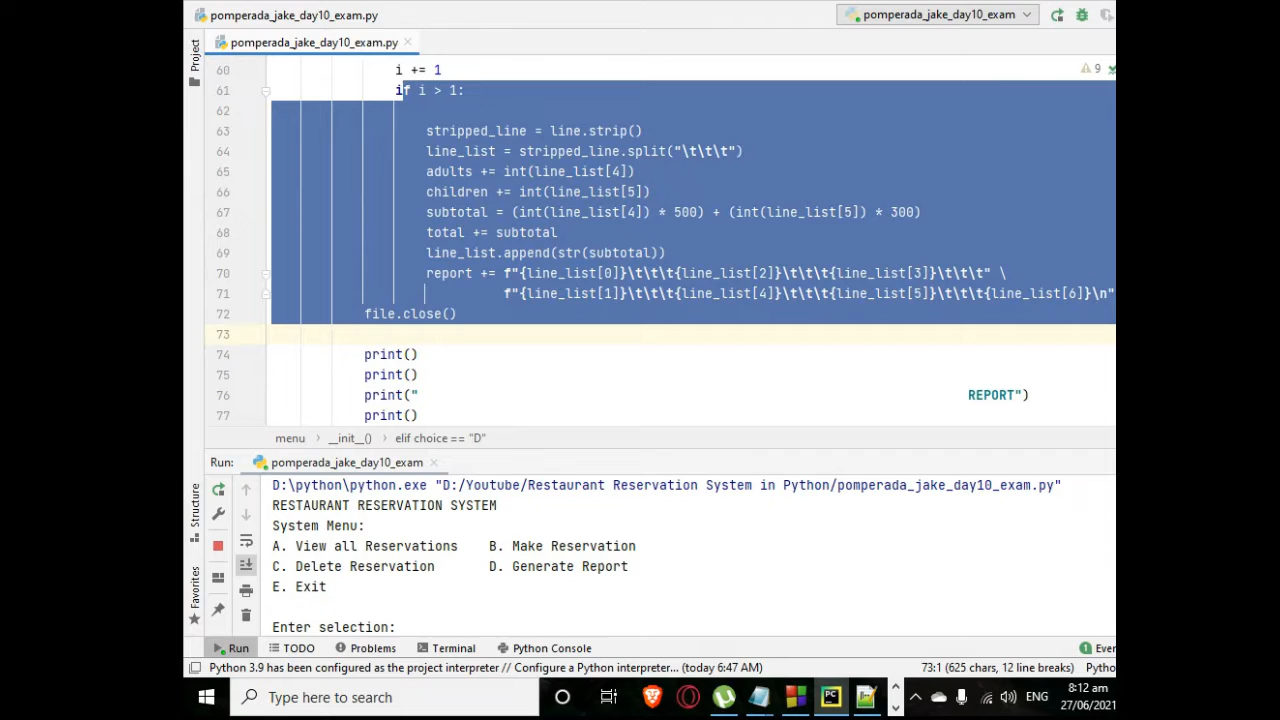 pomperada_jake_day10_exam.py
pomperada_jake_day10_exam
Project
pomperada_jake_day10_exam.py
60 i += 1
9
61 if i > 1:
62
63 stripped_line = line.strip()
64 line_list = stripped_line.split("\t\t\t")
65 adults += int(line_list[4])
66 children += int(line_list[5])
67 subtotal = (int(line_list[4]) * 500) + (int(line_list[5]) * 300)
68 total += subtotal
69 line_list.append(str(subtotal))
70 report += f"{line_list[0]}\t\t\t{line_list[2]}\t\t\t{line_list[3]}\t\t\t" \
71 f"{line_list[1]}\t\t\t{line_list[4]}\t\t\t{line_list[5]}\t\t\t{line_list[6]}\n"
72 file.close()
73
74 print()
75 print()
76 print(" REPORT")
77 print()
menu > __init__() > elif choice == "D"
Run: pomperada_jake_day10_exam
D:\python\python.exe "D:/Youtube/Restaurant Reservation System in Python/pomperada_jake_day10_exam.py"
RESTAURANT RESERVATION SYSTEM
System Menu:
A. View all Reservations B. Make Reservation
C. Delete Reservation D. Generate Report
E. Exit
Enter selection:
Structure
Favorites
Run TODO Problems Terminal Python Console 1 Ever
Python 3.9 has been configured as the project interpreter // Configure a Python interpreter... (today 6:47 AM) 73:1 (625 chars, 12 line breaks) Pytho
Type here to search
PC
ENG
8:12 am
27/06/2021